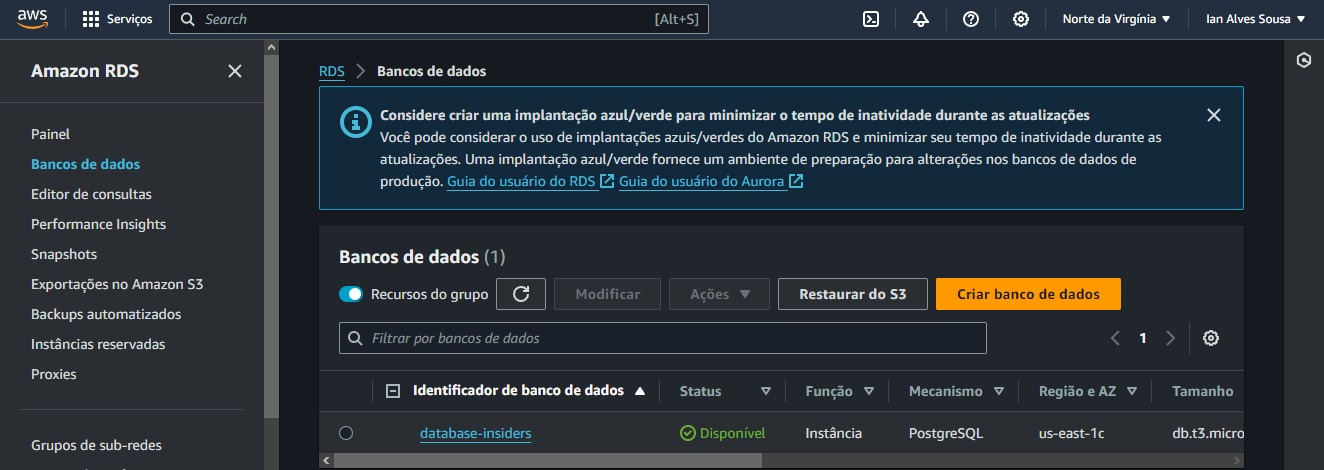 aws
Serviços
Search
[Alt+S]
Norte da Virgínia ▼
Ian Alves Sousa ▼
Amazon RDS
Painel
Bancos de dados
Editor de consultas
Performance Insights
Snapshots
Exportações no Amazon S3
Backups automatizados
Instâncias reservadas
Proxies
Grupos de sub-redes
RDS > Bancos de dados
Considere criar uma implantação azul/verde para minimizar o tempo de inatividade durante as atualizações
Você pode considerar o uso de implantações azuis/verdes do Amazon RDS e minimizar seu tempo de inatividade durante as
atualizações. Uma implantação azul/verde fornece um ambiente de preparação para alterações nos bancos de dados de
produção. Guia do usuário do RDS Guia do usuário do Aurora
Bancos de dados (1)
Recursos do grupo
Modificar
Ações ▼
Restaurar do S3
Criar banco de dados
Filtrar por bancos de dados
1
Identificador de banco de dados Status Função Mecanismo Região e AZ Tamanho
database-insiders Disponível Instância PostgreSQL us-east-1c db.t3.micro